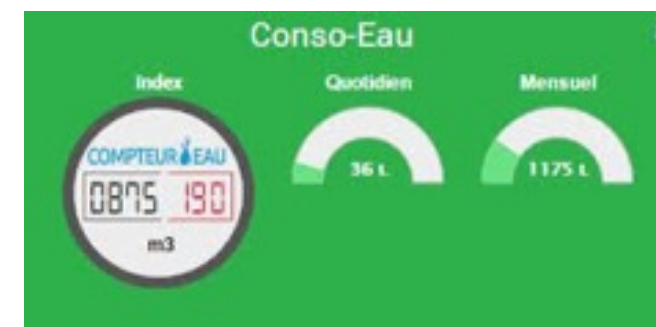 Conso-Eau
Index
Quotidien
Mensuel
COMPTEUR EAU
0875 190
m3
36 L
1175 L